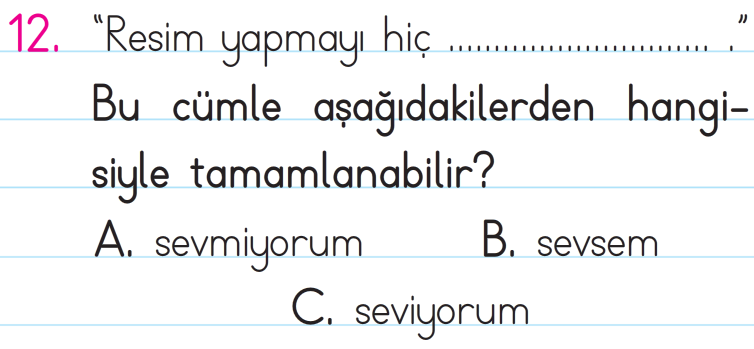 12. “Resim yapmayı hiç .............................. .”
Bu cümle aşağıdakilerden hangi-
siyle tamamlanabilir?
A. sevmiyorum B. sevsem
C. seviyorum